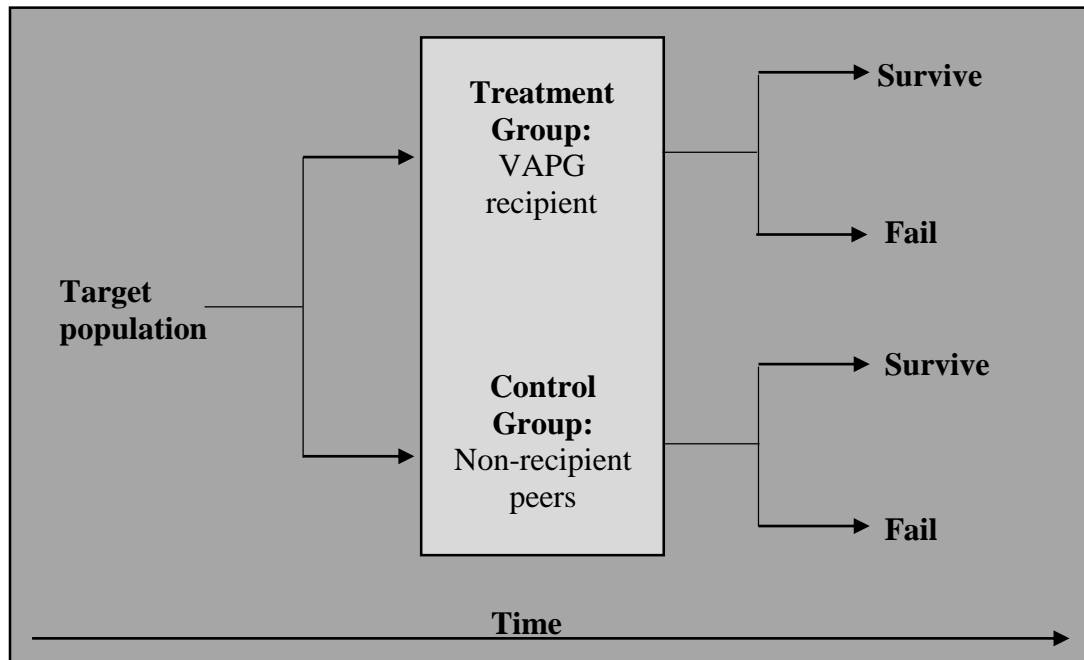 Target
population
Treatment
Group:
VAPG
recipient
Control
Group:
Non-recipient
peers
Survive
Fail
Survive
Fail
Time